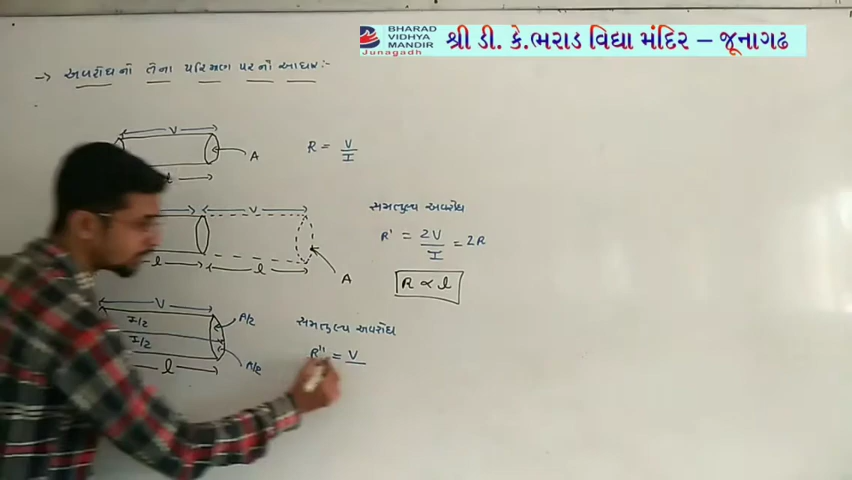 BHARAD
VIDHYA
MANDIR
Junagadh
શ્રી ડી. કે.ભરાડ વિદ્યા મંદિર – જૂનાગઢ
→ અવરોધનો તેના પરિમાણ પરનો આધાર:-
V
A
R = V/I
l
V
સમતુલ્ય અવરોધ
R' = 2V/I = 2R
l
l
A
R ∝ l
V
I/2
A/2
સમતુલ્ય અવરોધ
I/2
R'' = V
l
A/2